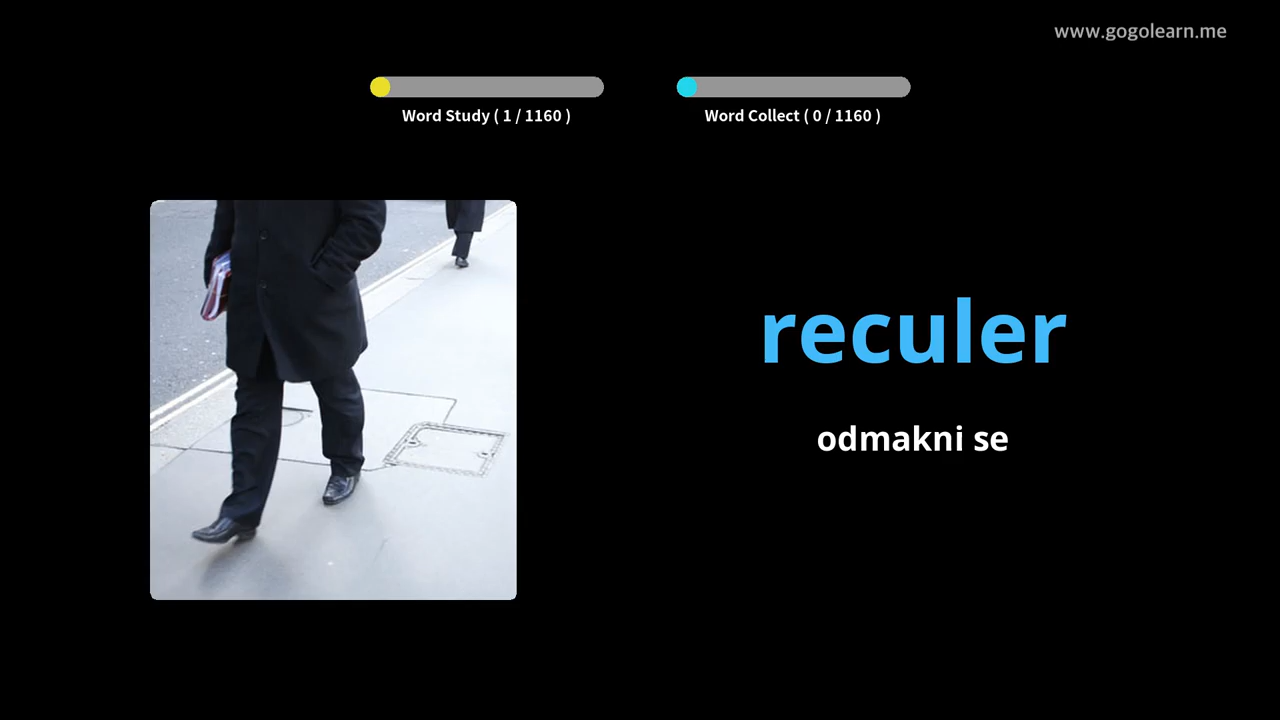 www.gogolearn.me
Word Study ( 1 / 1160 )
Word Collect ( 0 / 1160 )
reculer
odmakni se